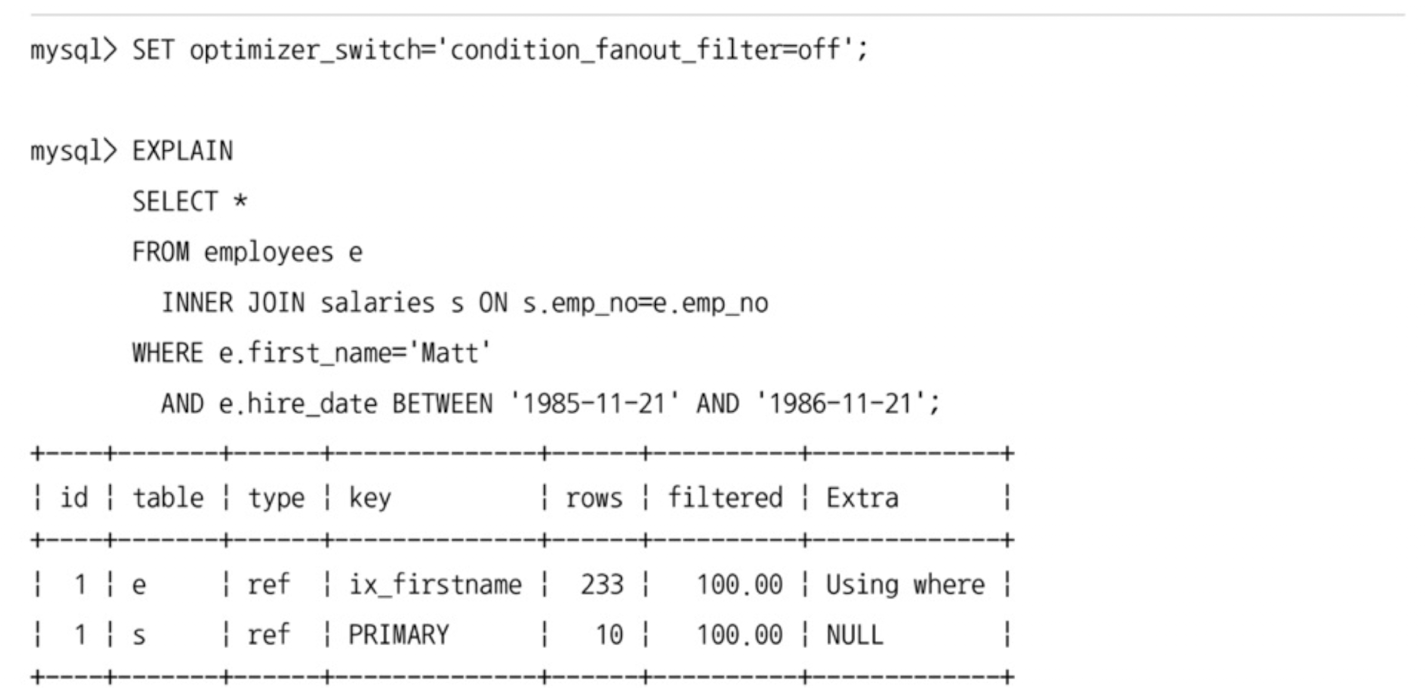 mysql> SET optimizer_switch='condition_fanout_filter=off';
mysql> EXPLAIN
SELECT *
FROM employees e
INNER JOIN salaries s ON s.emp_no=e.emp_no
WHERE e.first_name='Matt'
AND e.hire_date BETWEEN '1985-11-21' AND '1986-11-21';
+----+-------+------+--------------+------+----------+-------------+
| id | table | type | key          | rows | filtered | Extra       |
+----+-------+------+--------------+------+----------+-------------+
|  1 | e     | ref  | ix_firstname |  233 |   100.00 | Using where |
|  1 | s     | ref  | PRIMARY      |   10 |   100.00 | NULL        |
+----+-------+------+--------------+------+----------+-------------+